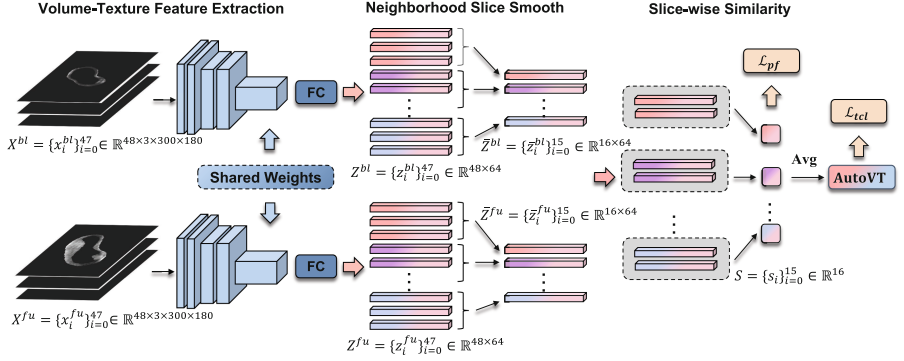 Volume-Texture Feature Extraction
Neighborhood Slice Smooth
Slice-wise Similarity
FC
X^{bl} = {x_i^{bl}}_{i=0}^{47} ∈ ℝ^{48×3×300×180}
Z^{bl} = {z_i^{bl}}_{i=0}^{47} ∈ ℝ^{48×64}
Z̄^{bl} = {z̄_i^{bl}}_{i=0}^{15} ∈ ℝ^{16×64}
Shared Weights
Z̄^{fu} = {z̄_i^{fu}}_{i=0}^{15} ∈ ℝ^{16×64}
FC
X^{fu} = {x_i^{fu}}_{i=0}^{47} ∈ ℝ^{48×3×300×180}
Z^{fu} = {z_i^{fu}}_{i=0}^{47} ∈ ℝ^{48×64}
ℒ_{pf}
ℒ_{tcl}
Avg
AutoVT
S = {s_i}_{i=0}^{15} ∈ ℝ^{16}